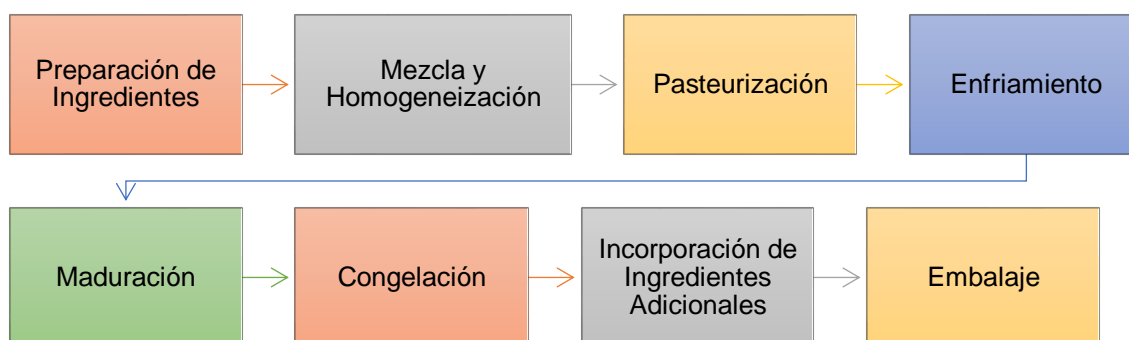 Preparación de
Ingredientes
Mezcla y
Homogeneización
Pasteurización
Enfriamiento
Maduración
Congelación
Incorporación de
Ingredientes
Adicionales
Embalaje